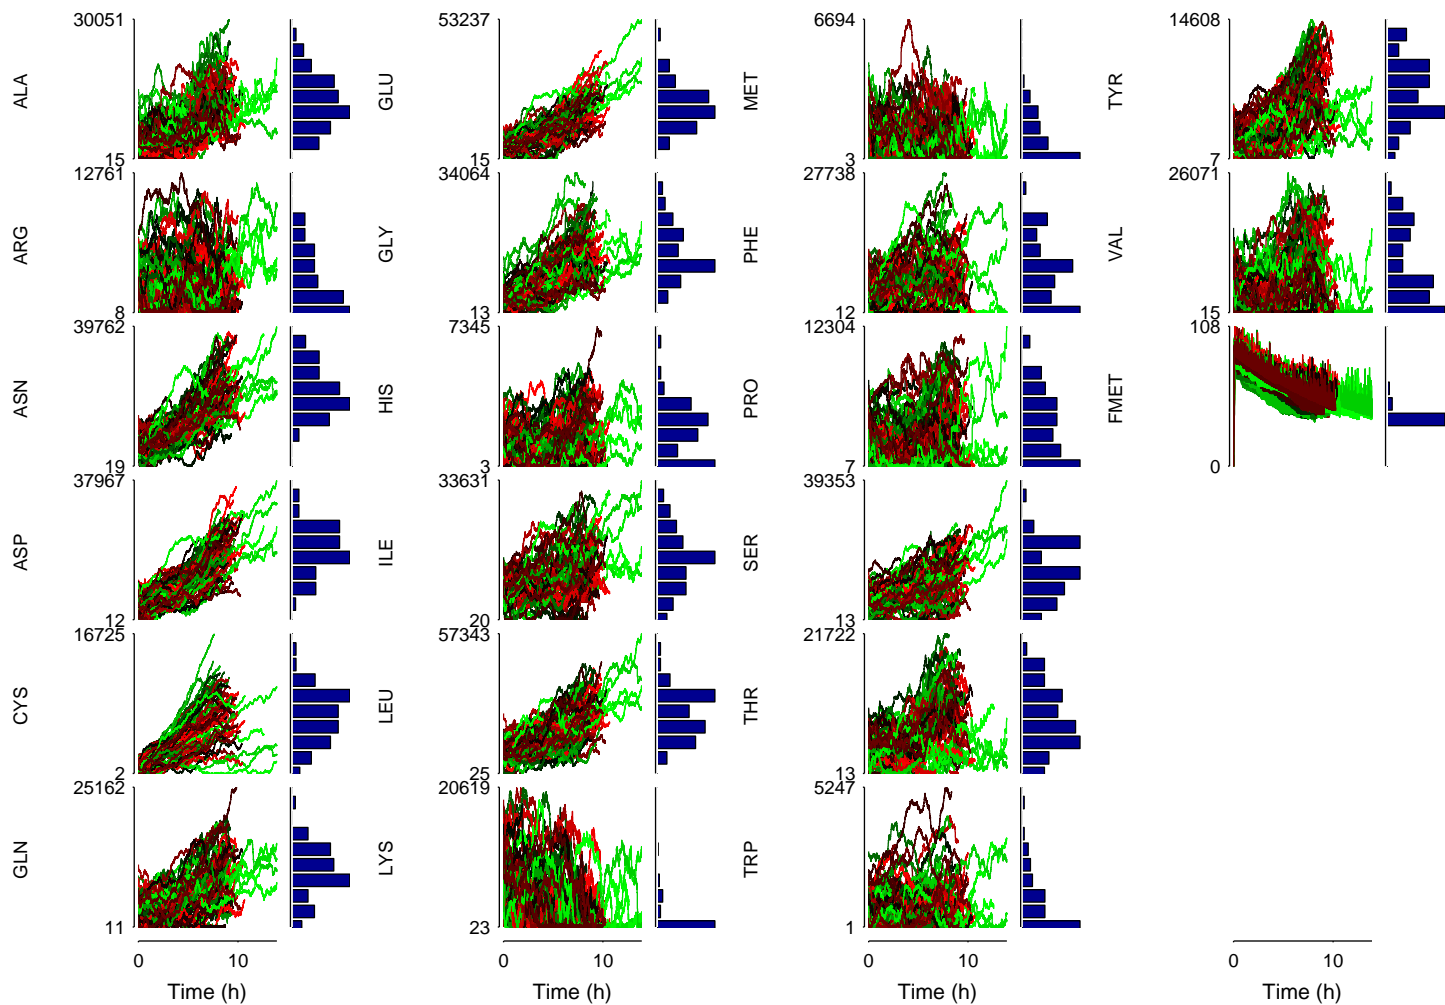 30051
ALA
15
12761
ARG
8
39762
ASN
19
37967
ASP
12
16725
CYS
2
25162
GLN
11
0 10
Time (h)
53237
GLU
15
34064
GLY
13
7345
HIS
3
33631
ILE
20
57343
LEU
25
20619
LYS
23
0 10
Time (h)
6694
MET
3
27738
PHE
12
12304
PRO
7
39353
SER
13
21722
THR
13
5247
TRP
1
0 10
Time (h)
14608
TYR
7
26071
VAL
15
108
FMET
0
0 10
Time (h)